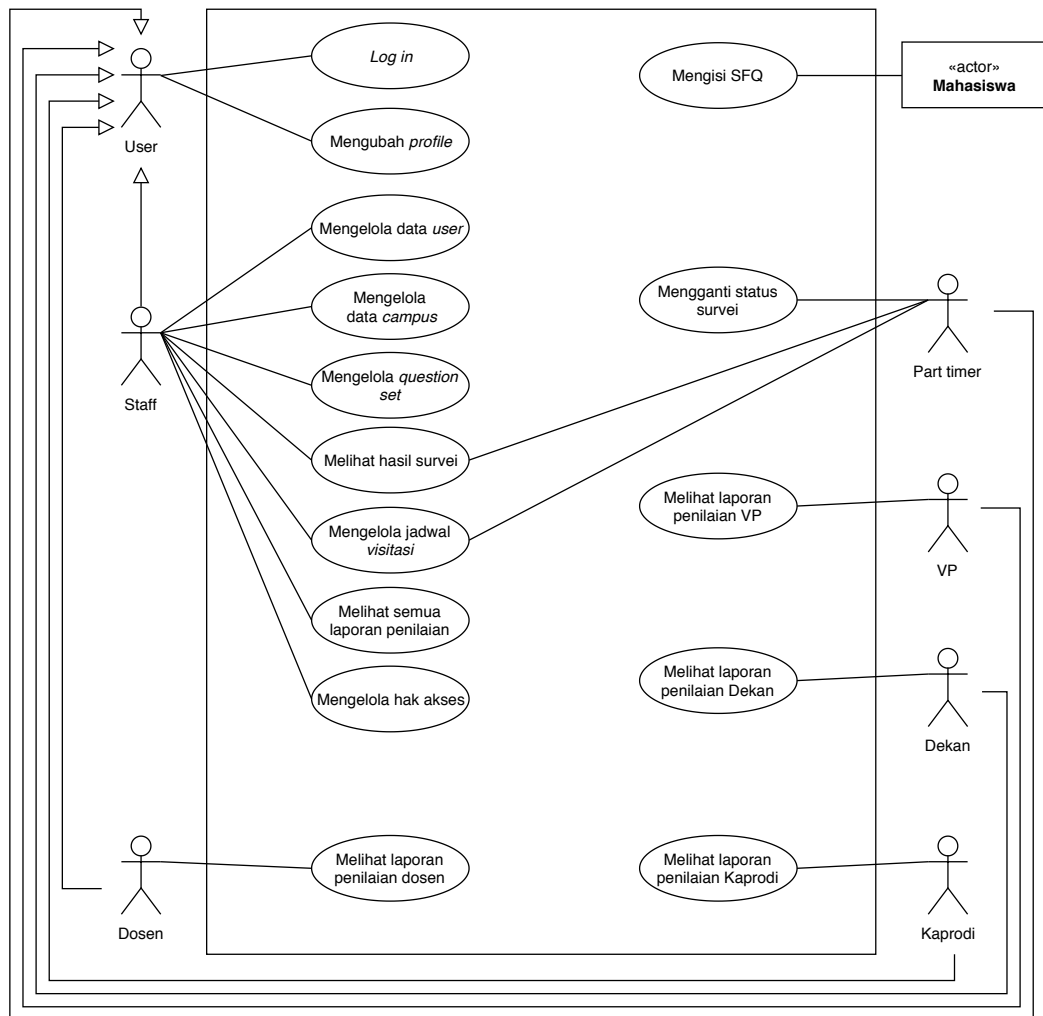 Log in
Mengisi SFQ
«actor»
Mahasiswa
User
Mengubah profile
Mengelola data user
Mengelola
data campus
Mengganti status
survei
Part timer
Staff
Mengelola question
set
Melihat hasil survei
Melihat laporan
penilaian VP
VP
Mengelola jadwal
visitasi
Melihat semua
laporan penilaian
Mengelola hak akses
Melihat laporan
penilaian Dekan
Dekan
Dosen
Melihat laporan
penilaian dosen
Melihat laporan
penilaian Kaprodi
Kaprodi